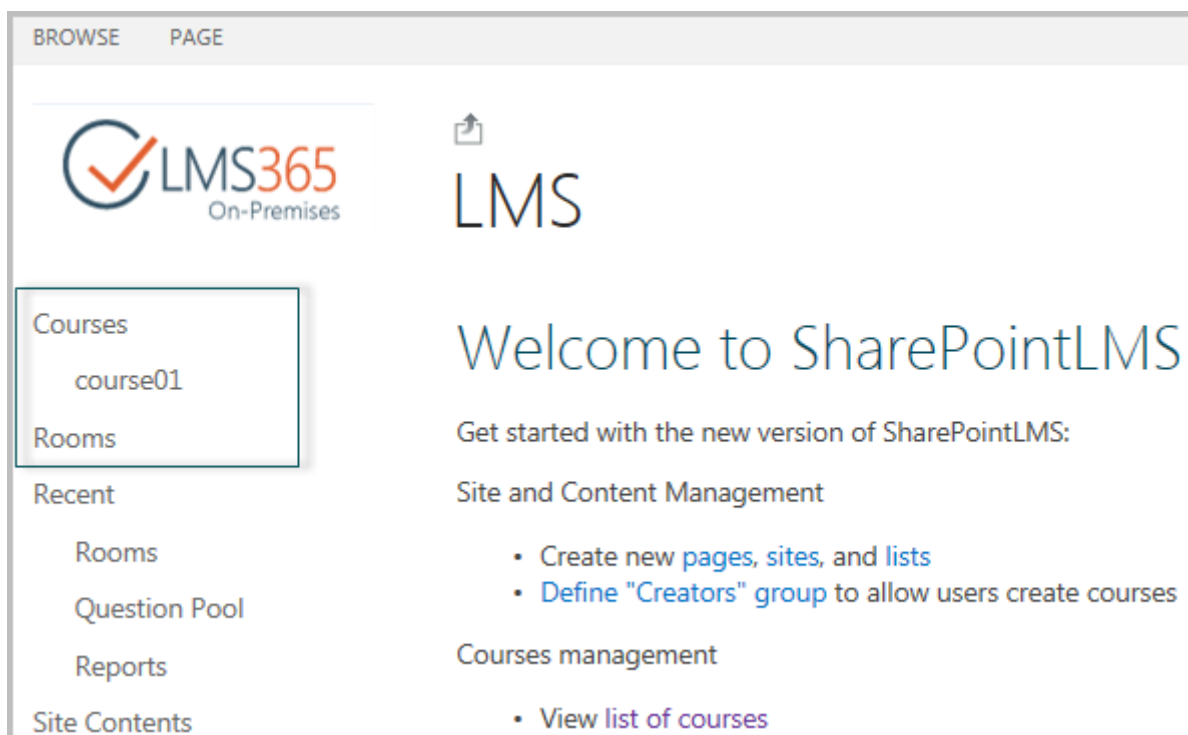 BROWSE PAGE
LMS365
On-Premises
LMS
Courses
course01
Rooms
Recent
Rooms
Question Pool
Reports
Site Contents
Welcome to SharePointLMS
Get started with the new version of SharePointLMS:
Site and Content Management
• Create new pages, sites, and lists
• Define "Creators" group to allow users create courses
Courses management
• View list of courses